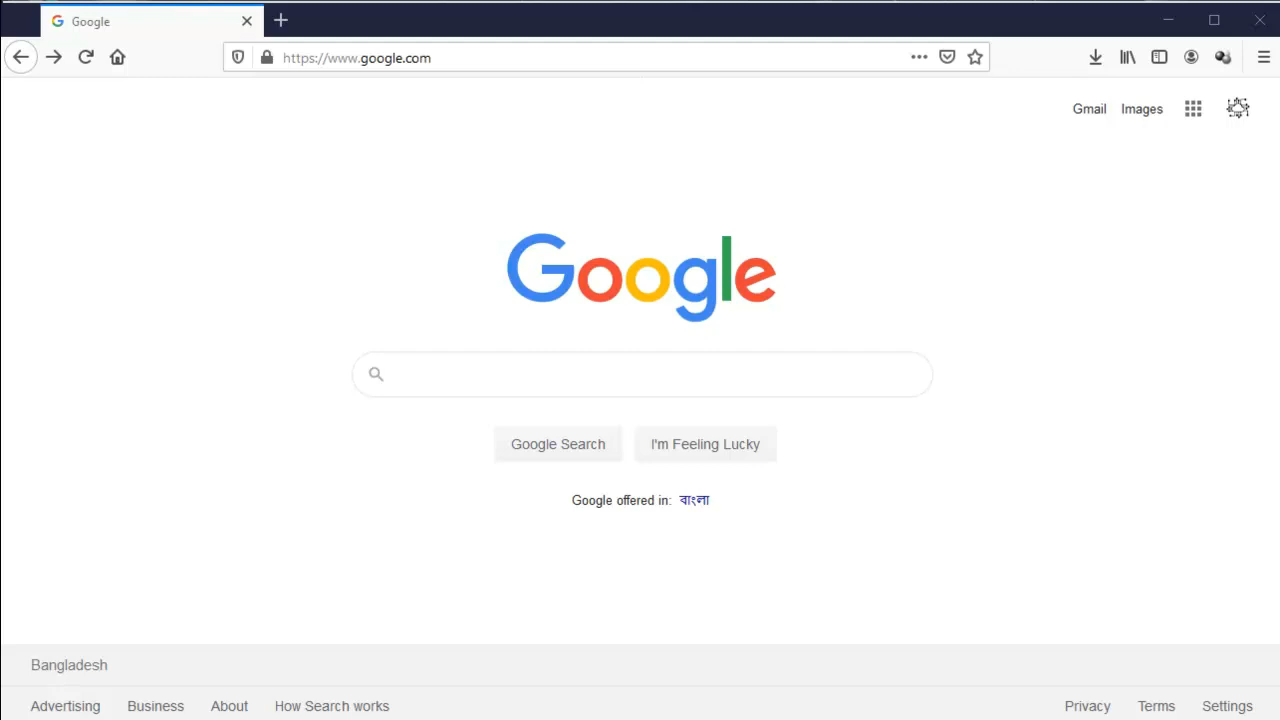 Google
https://www.google.com
Gmail Images
Google
Google Search I'm Feeling Lucky
Google offered in: বাংলা
Bangladesh
Advertising Business About How Search works Privacy Terms Settings